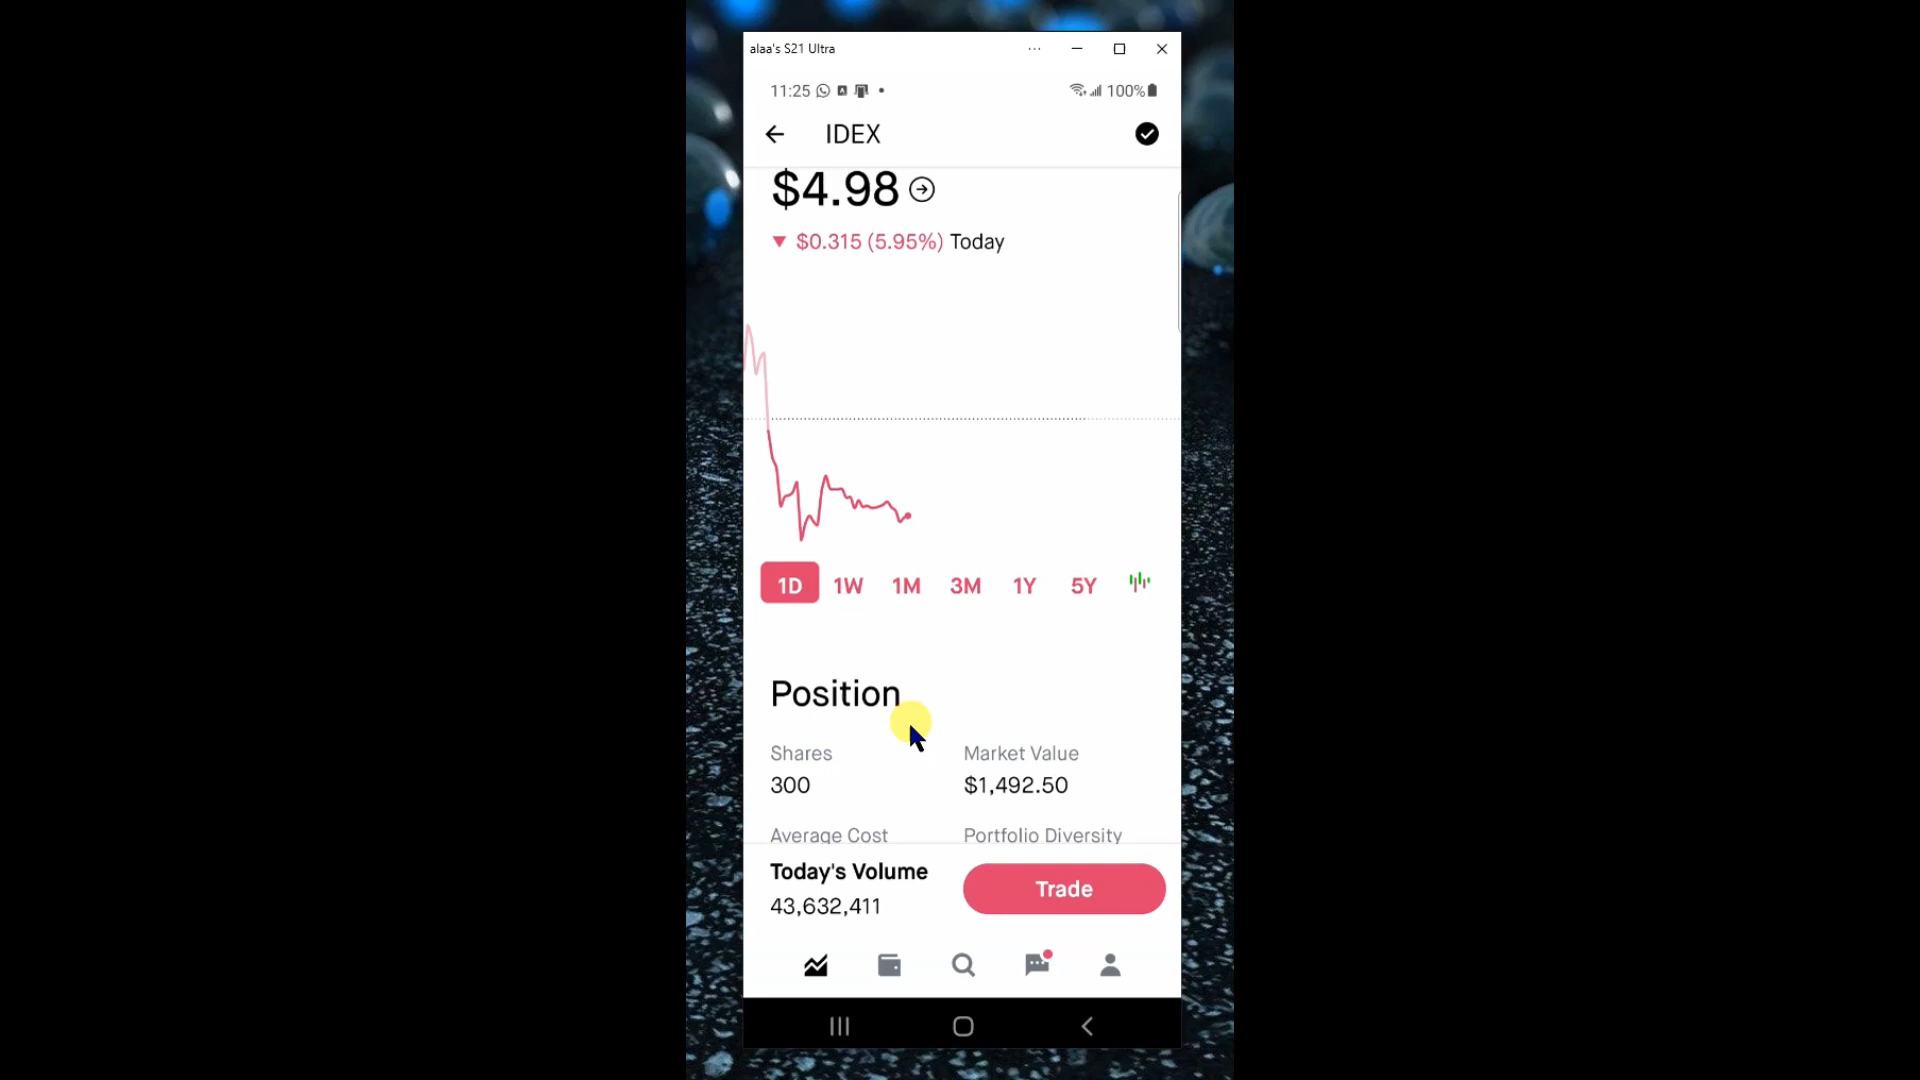 alaa's S21 Ultra
11:25 100%
IDEX
$4.98
$0.315 (5.95%) Today
1D 1W 1M 3M 1Y 5Y
Position
Shares Market Value
300 $1,492.50
Average Cost Portfolio Diversity
Today's Volume
43,632,411
Trade